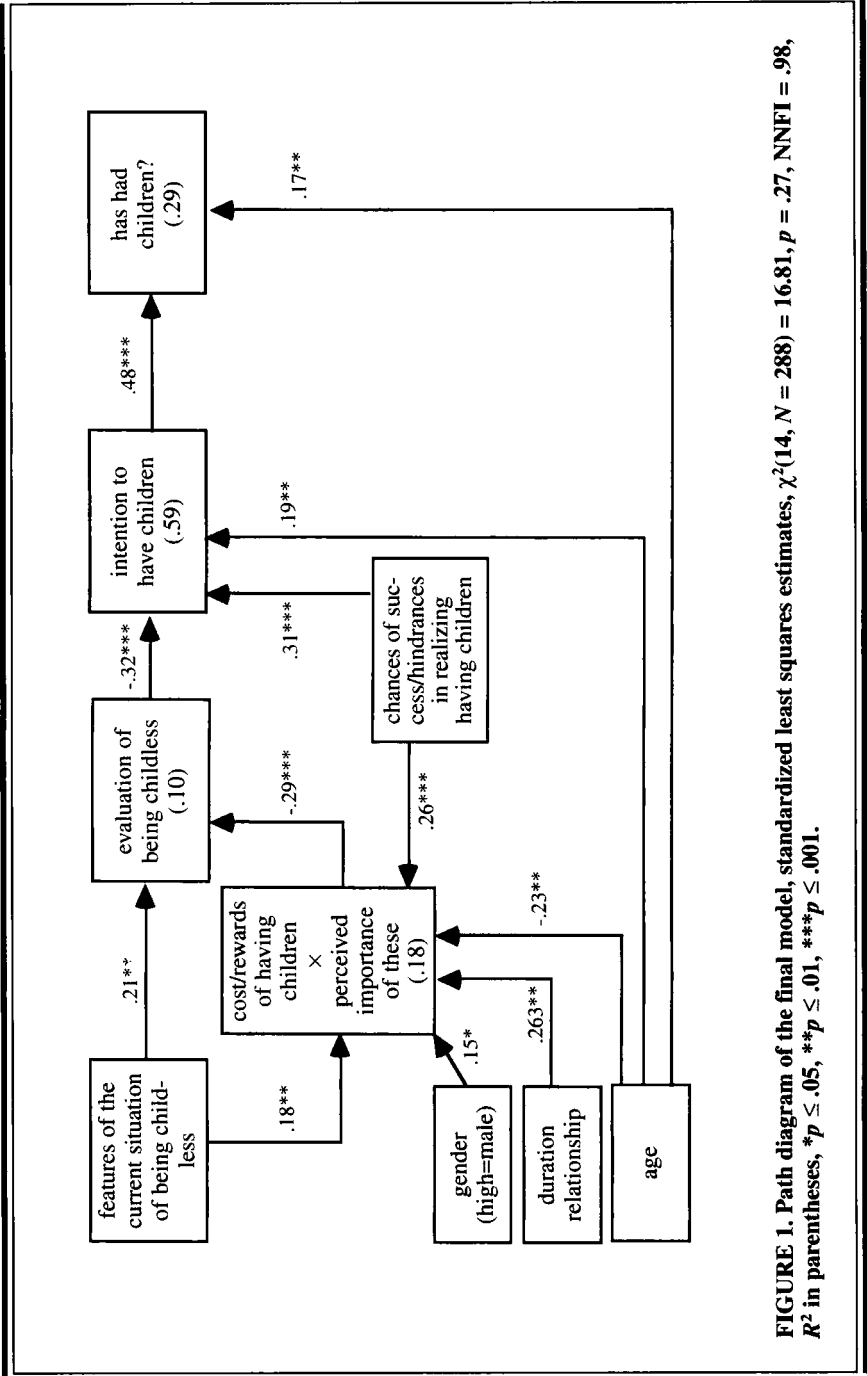 features of the
current situation
of being child-
less
.21**
evaluation of
being childless
(.10)
-.32***
intention to
have children
(.59)
.48***
has had
children?
(.29)
.18**
cost/rewards
of having
children
×
perceived
importance
of these
(.18)
-.29***
.26***
chances of suc-
cess/hindrances
in realizing
having children
.31***
.19**
.17**
gender
(high=male)
.15*
duration
relationship
.263**
age
-.23**
FIGURE 1. Path diagram of the final model, standardized least squares estimates, χ²(14, N = 288) = 16.81, p = .27, NNFI = .98,
R² in parentheses, *p ≤ .05, **p ≤ .01, ***p ≤ .001.